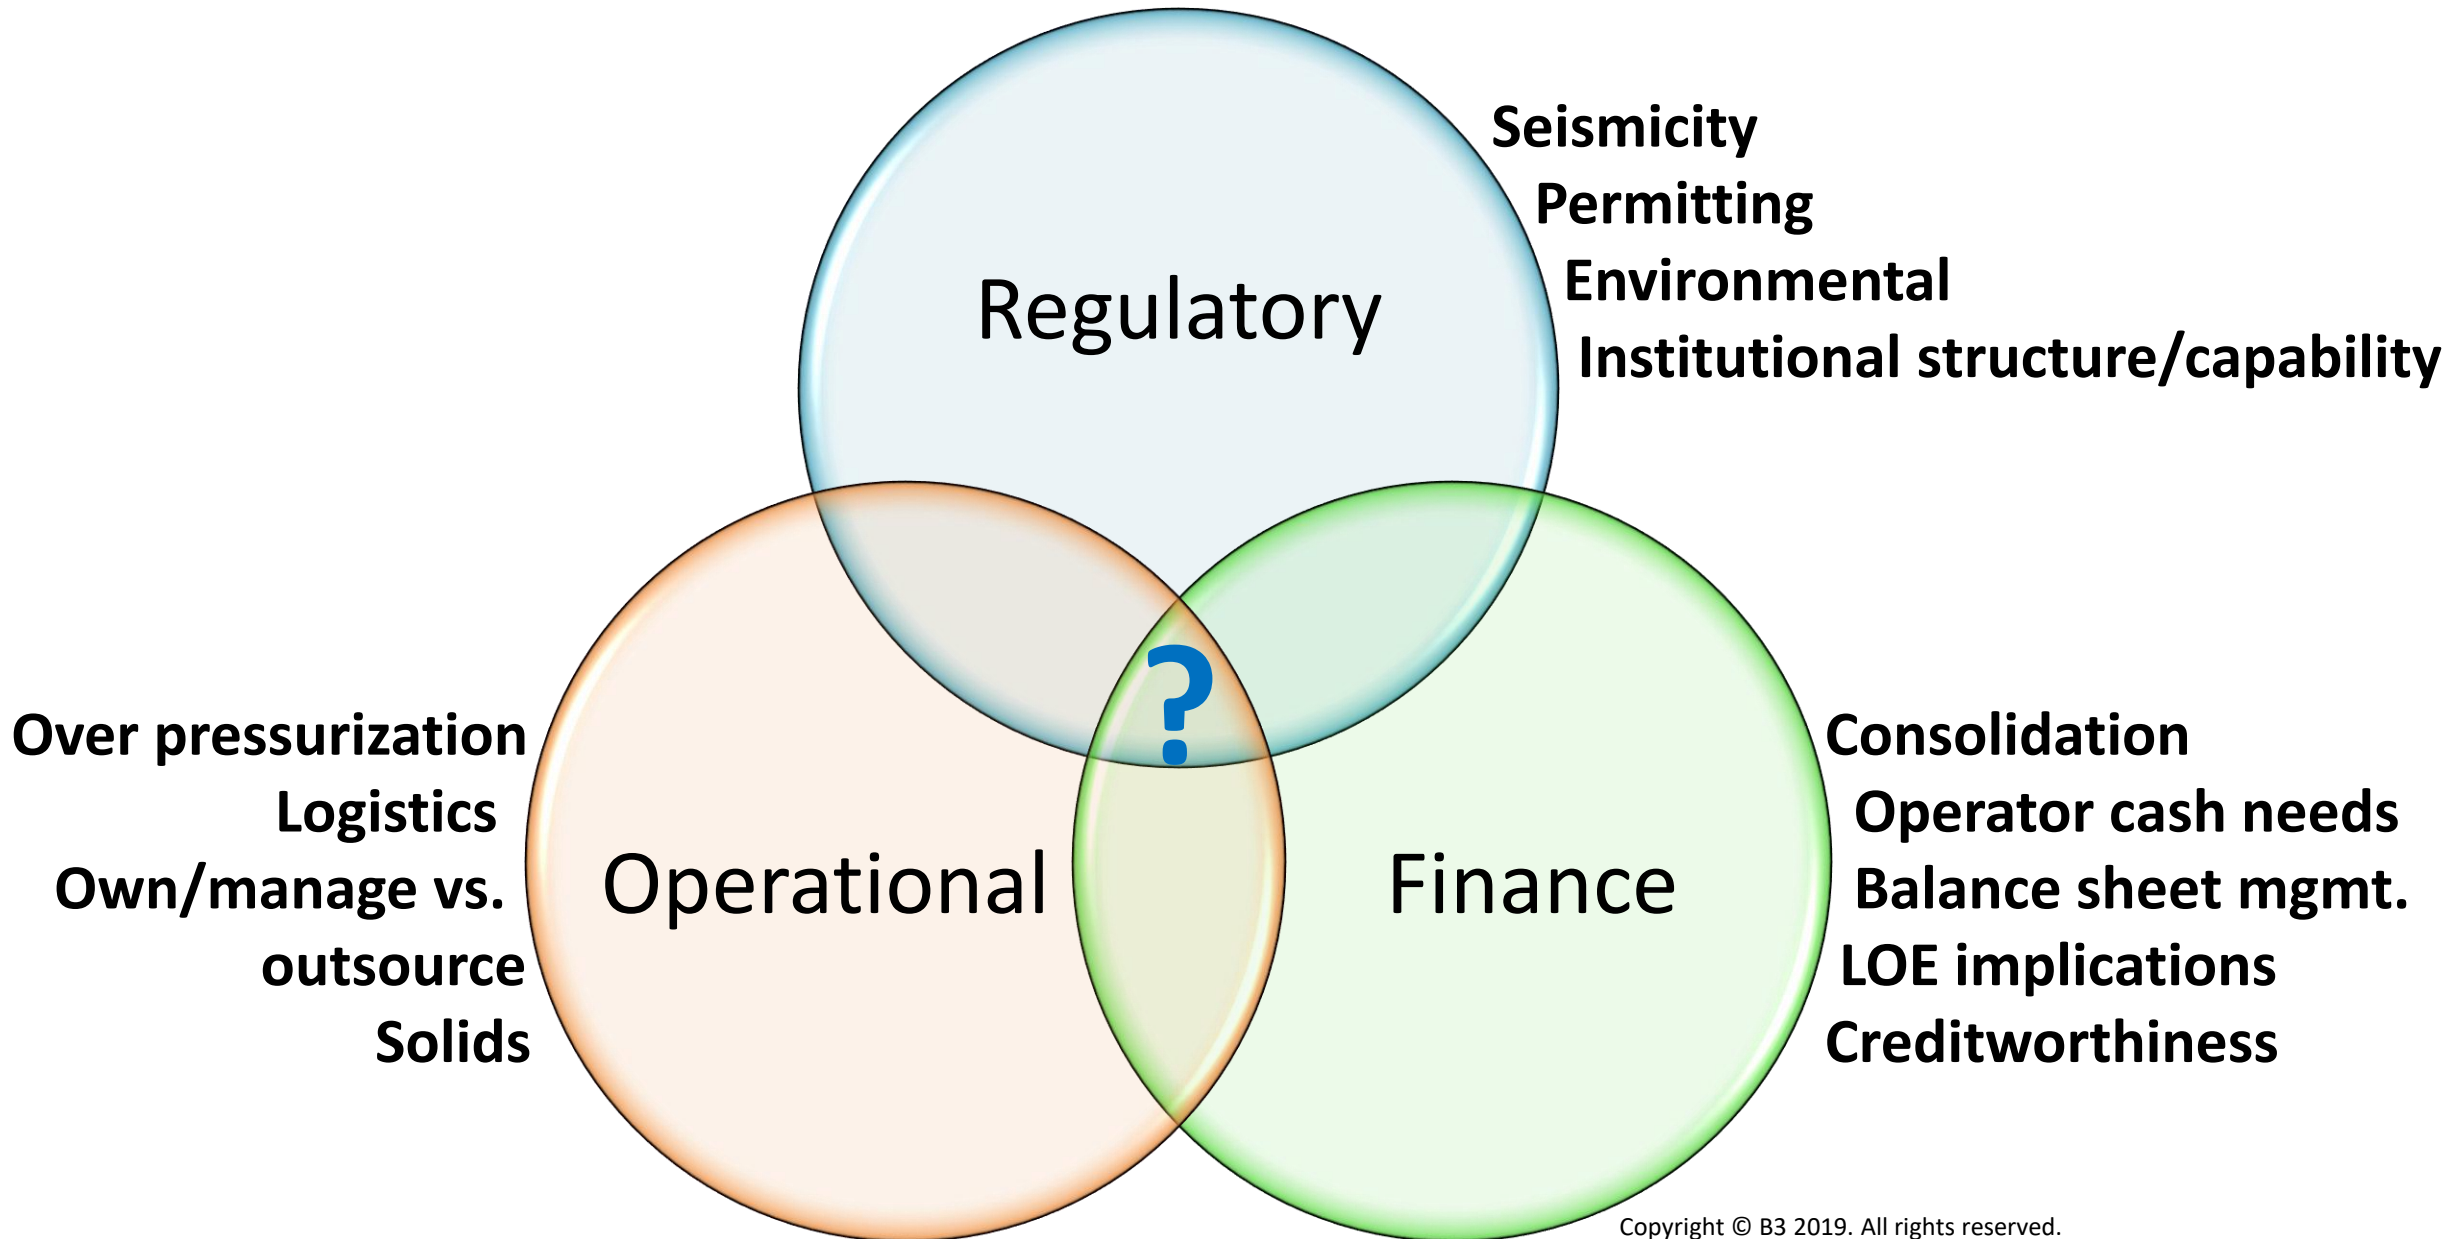 Seismicity
Permitting
Environmental
Institutional structure/capability
Regulatory
?
Over pressurization
Logistics
Own/manage vs.
outsource
Solids
Operational
Finance
Consolidation
Operator cash needs
Balance sheet mgmt.
LOE implications
Creditworthiness
Copyright © B3 2019. All rights reserved.